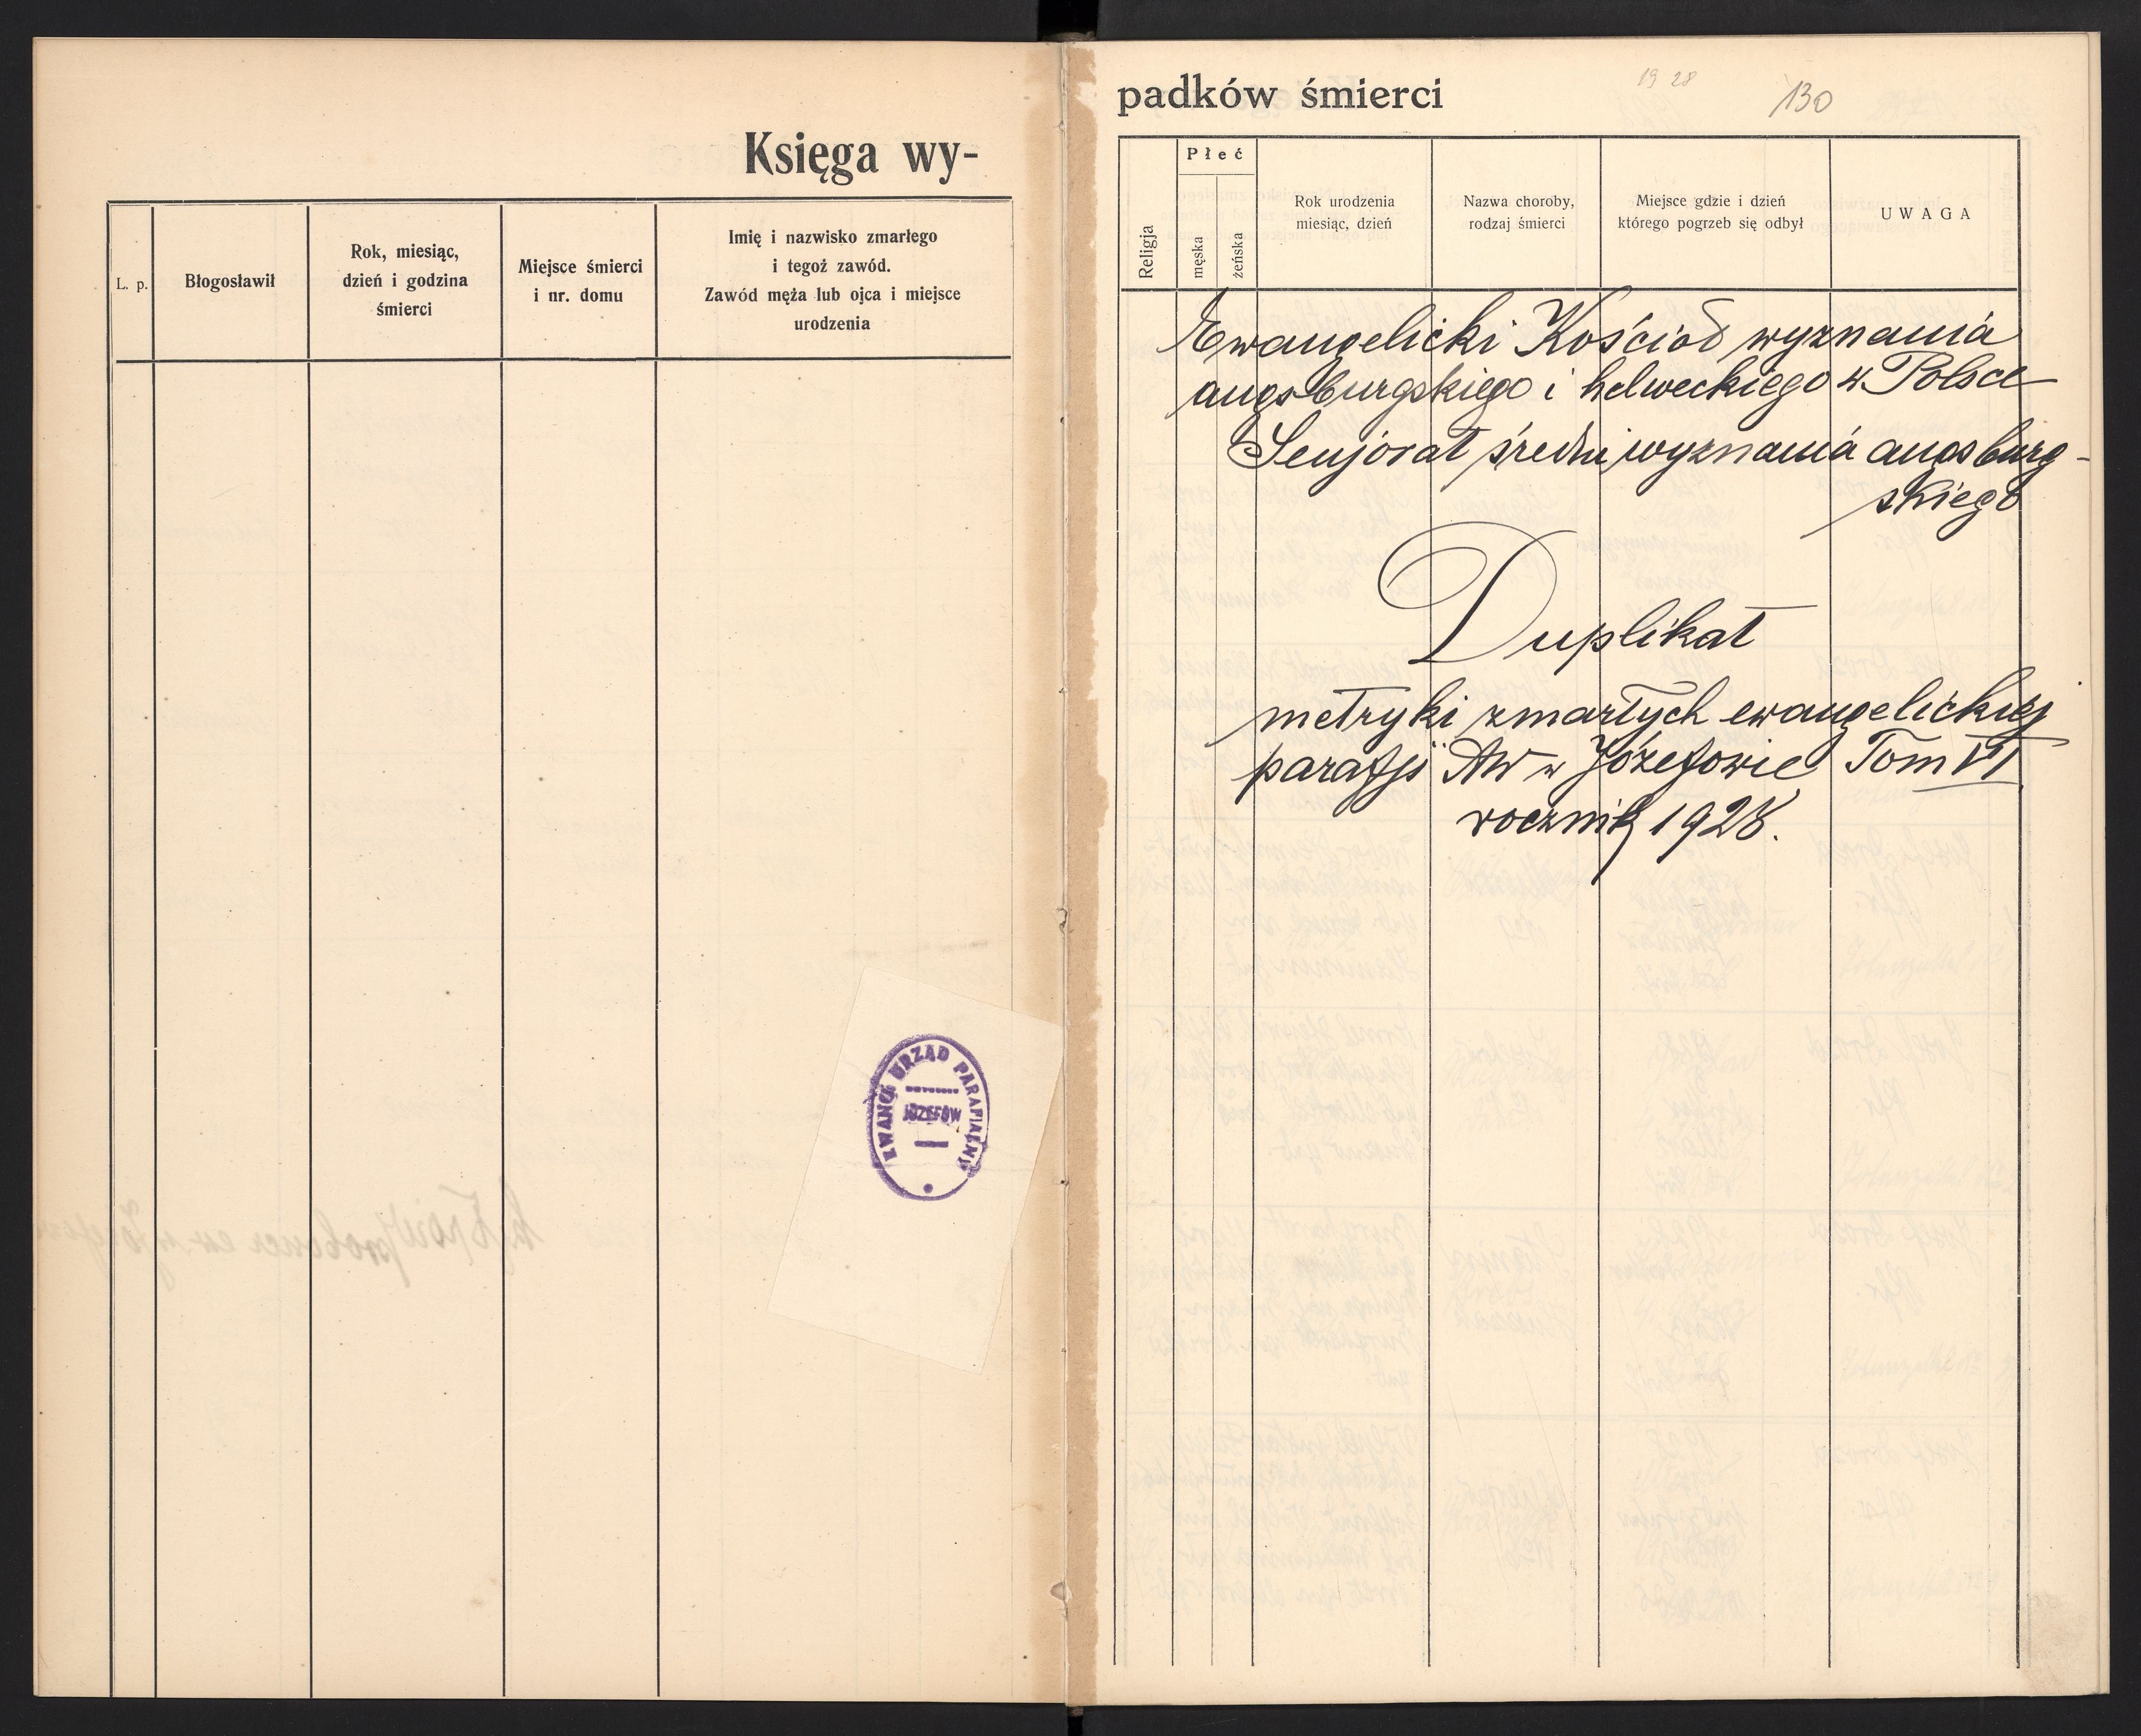 Księga wy-
L. p.
Błogosławił
Rok, miesiąc,
dzień i godzina
śmierci
Miejsce śmierci
i nr. domu
Imię i nazwisko zmarłego
i tegoż zawód.
Zawód męża lub ojca i miejsce
urodzenia
EWANG. URZĄD PARAFIALNY
JÓZEFÓW
padków śmierci
19 28
130
Religja
Płeć
męska
żeńska
Rok urodzenia
miesiąc, dzień
Nazwa choroby,
rodzaj śmierci
Miejsce gdzie i dzień
którego pogrzeb się odbył
UWAGA
Ewangelicki Kościoł wyznania
augsburgskiego i helweckiego w Polsce
Senjorat średni wyznania augsburg-
skiego
Duplikat
metryki zmarłych ewangelickiej
parafji AW w Józefowie Tom VI
rocznik 1928.